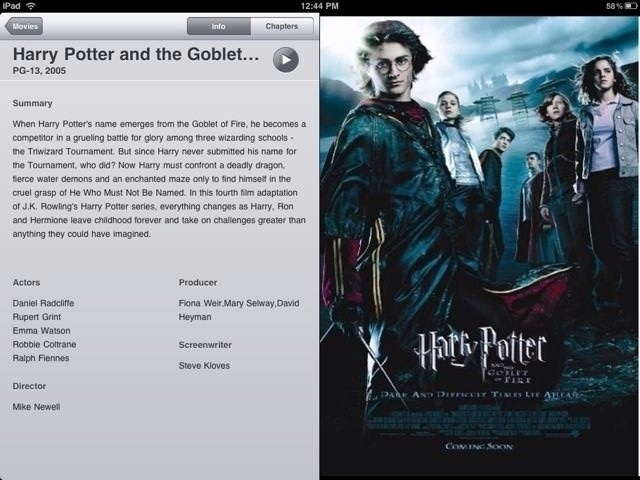 iPad 12:44 PM 58%
Movies Info Chapters
Harry Potter and the Goblet...
PG-13, 2005
Summary
When Harry Potter's name emerges from the Goblet of Fire, he becomes a
competitor in a grueling battle for glory among three wizarding schools -
the Triwizard Tournament. But since Harry never submitted his name for
the Tournament, who did? Now Harry must confront a deadly dragon,
fierce water demons and an enchanted maze only to find himself in the
cruel grasp of He Who Must Not Be Named. In this fourth film adaptation
of J.K. Rowling's Harry Potter series, everything changes as Harry, Ron
and Hermione leave childhood forever and take on challenges greater than
anything they could have imagined.
Actors
Daniel Radcliffe
Rupert Grint
Emma Watson
Robbie Coltrane
Ralph Fiennes
Director
Mike Newell
Producer
Fiona Weir,Mary Selway,David
Heyman
Screenwriter
Steve Kloves
Harry Potter
AND THE
GOBLET
OF FIRE
DARK AND DIFFICULT TIMES LIE AHEAD
COMING SOON